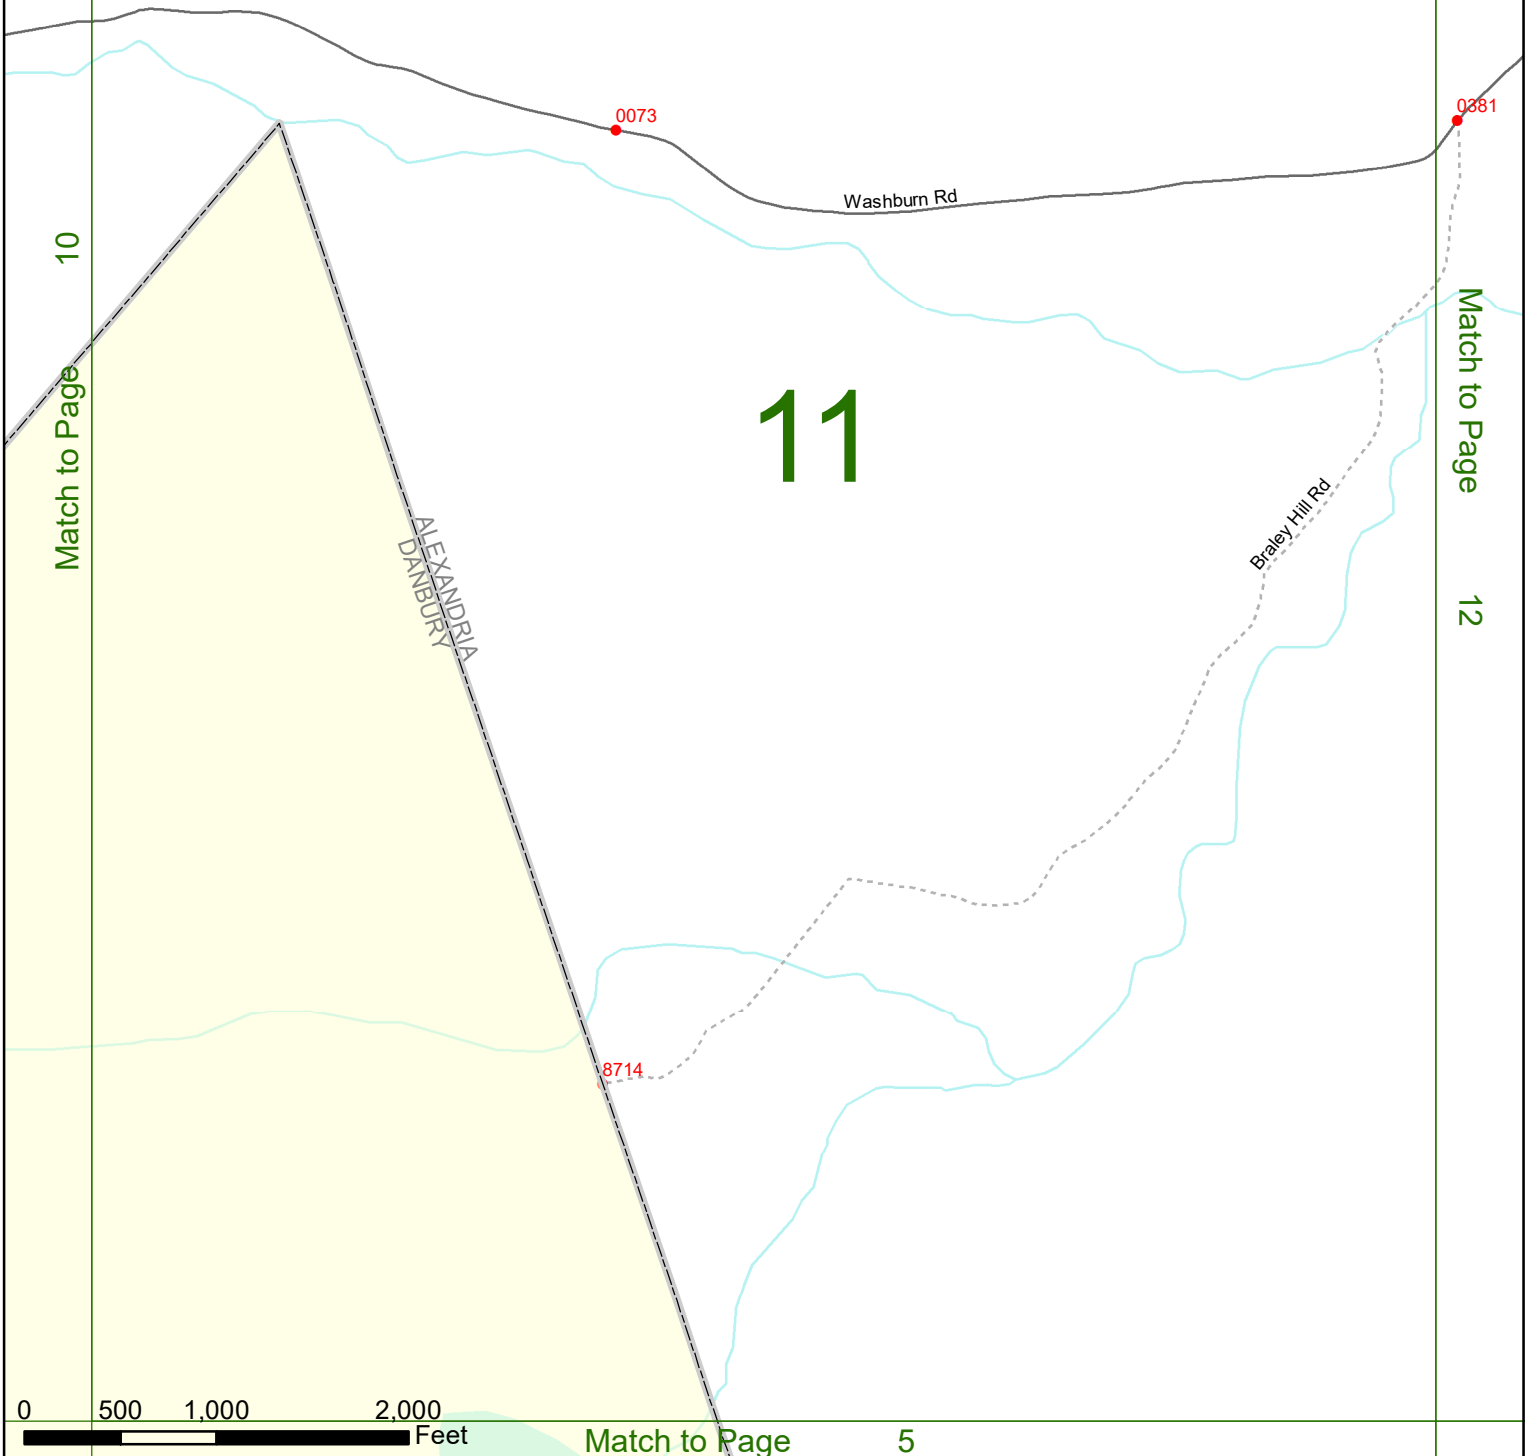 0073
0381
Washburn Rd
Match to Page 10
Match to Page 12
11
Braley Hill Rd
ALEXANDRIA
DANBURY
8714
0 500 1,000 2,000
Feet
Match to Page 5